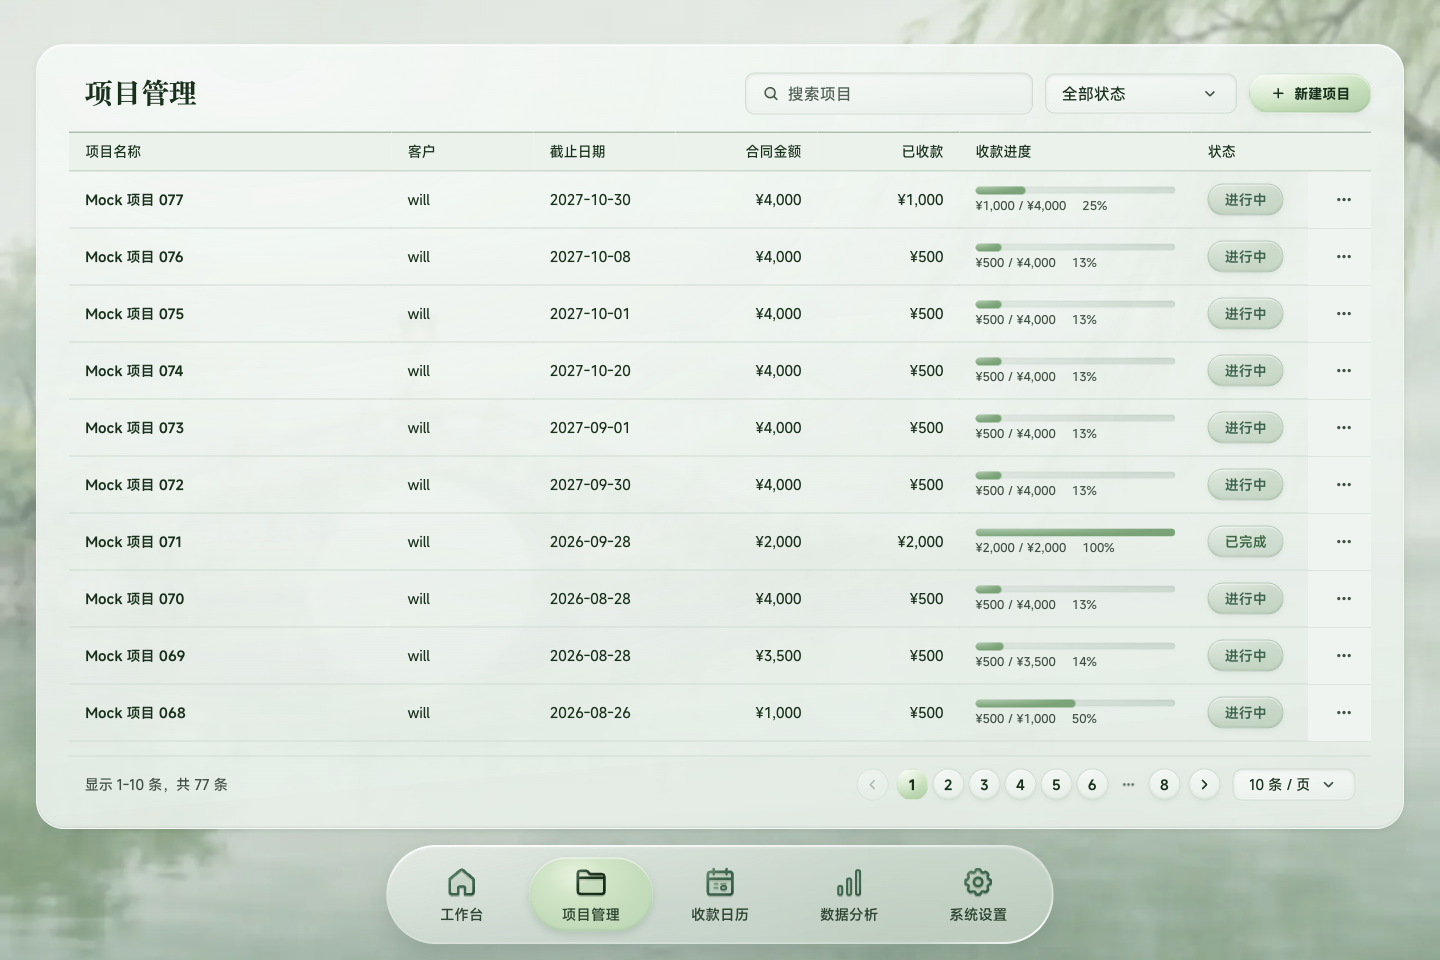 项目管理
搜索项目
全部状态
+ 新建项目
项目名称 客户 截止日期 合同金额 已收款 收款进度 状态
Mock 项目 077 will 2027-10-30 ¥4,000 ¥1,000 ¥1,000 / ¥4,000 25% 进行中 ···
Mock 项目 076 will 2027-10-08 ¥4,000 ¥500 ¥500 / ¥4,000 13% 进行中 ···
Mock 项目 075 will 2027-10-01 ¥4,000 ¥500 ¥500 / ¥4,000 13% 进行中 ···
Mock 项目 074 will 2027-10-20 ¥4,000 ¥500 ¥500 / ¥4,000 13% 进行中 ···
Mock 项目 073 will 2027-09-01 ¥4,000 ¥500 ¥500 / ¥4,000 13% 进行中 ···
Mock 项目 072 will 2027-09-30 ¥4,000 ¥500 ¥500 / ¥4,000 13% 进行中 ···
Mock 项目 071 will 2026-09-28 ¥2,000 ¥2,000 ¥2,000 / ¥2,000 100% 已完成 ···
Mock 项目 070 will 2026-08-28 ¥4,000 ¥500 ¥500 / ¥4,000 13% 进行中 ···
Mock 项目 069 will 2026-08-28 ¥3,500 ¥500 ¥500 / ¥3,500 14% 进行中 ···
Mock 项目 068 will 2026-08-26 ¥1,000 ¥500 ¥500 / ¥1,000 50% 进行中 ···
显示 1-10 条，共 77 条
1 2 3 4 5 6 ··· 8
10 条 / 页
工作台 项目管理 收款日历 数据分析 系统设置